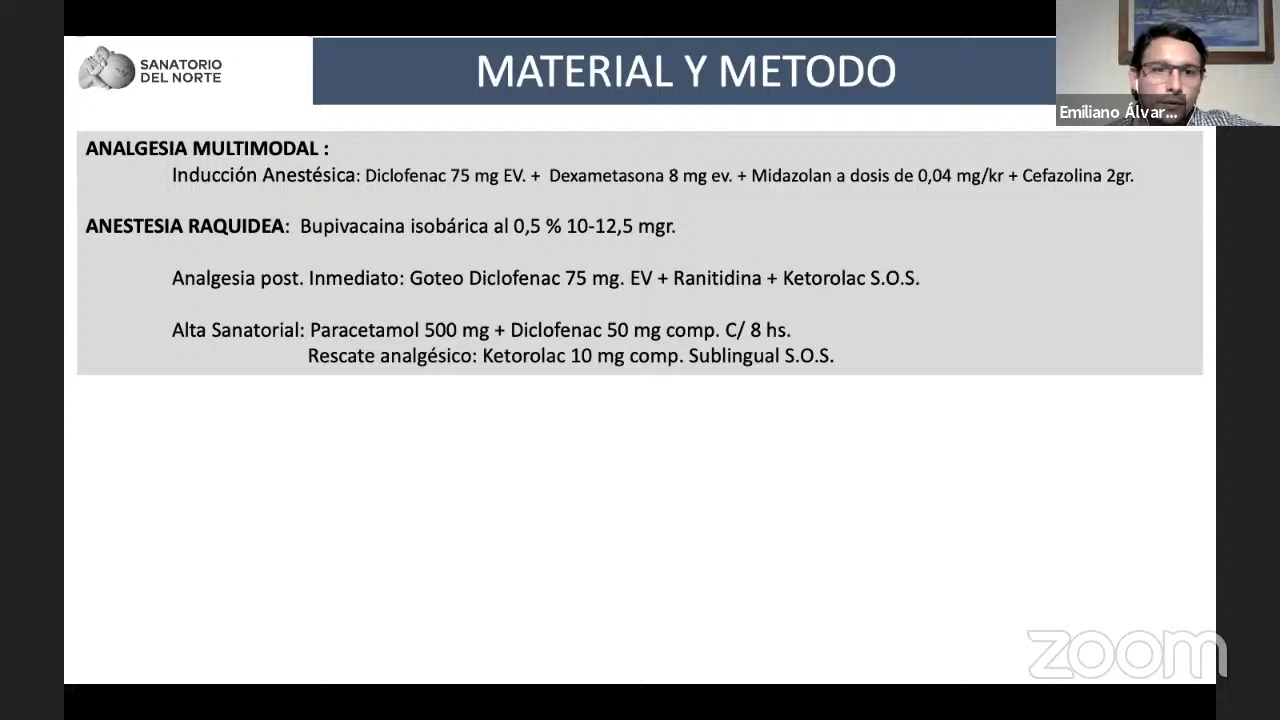 SANATORIO
DEL NORTE
MATERIAL Y METODO
Emiliano Álvar...
ANALGESIA MULTIMODAL :
Inducción Anestésica: Diclofenac 75 mg EV. + Dexametasona 8 mg ev. + Midazolan a dosis de 0,04 mg/kr + Cefazolina 2gr.
ANESTESIA RAQUIDEA: Bupivacaina isobárica al 0,5 % 10-12,5 mgr.
Analgesia post. Inmediato: Goteo Diclofenac 75 mg. EV + Ranitidina + Ketorolac S.O.S.
Alta Sanatorial: Paracetamol 500 mg + Diclofenac 50 mg comp. C/ 8 hs.
Rescate analgésico: Ketorolac 10 mg comp. Sublingual S.O.S.
zoom